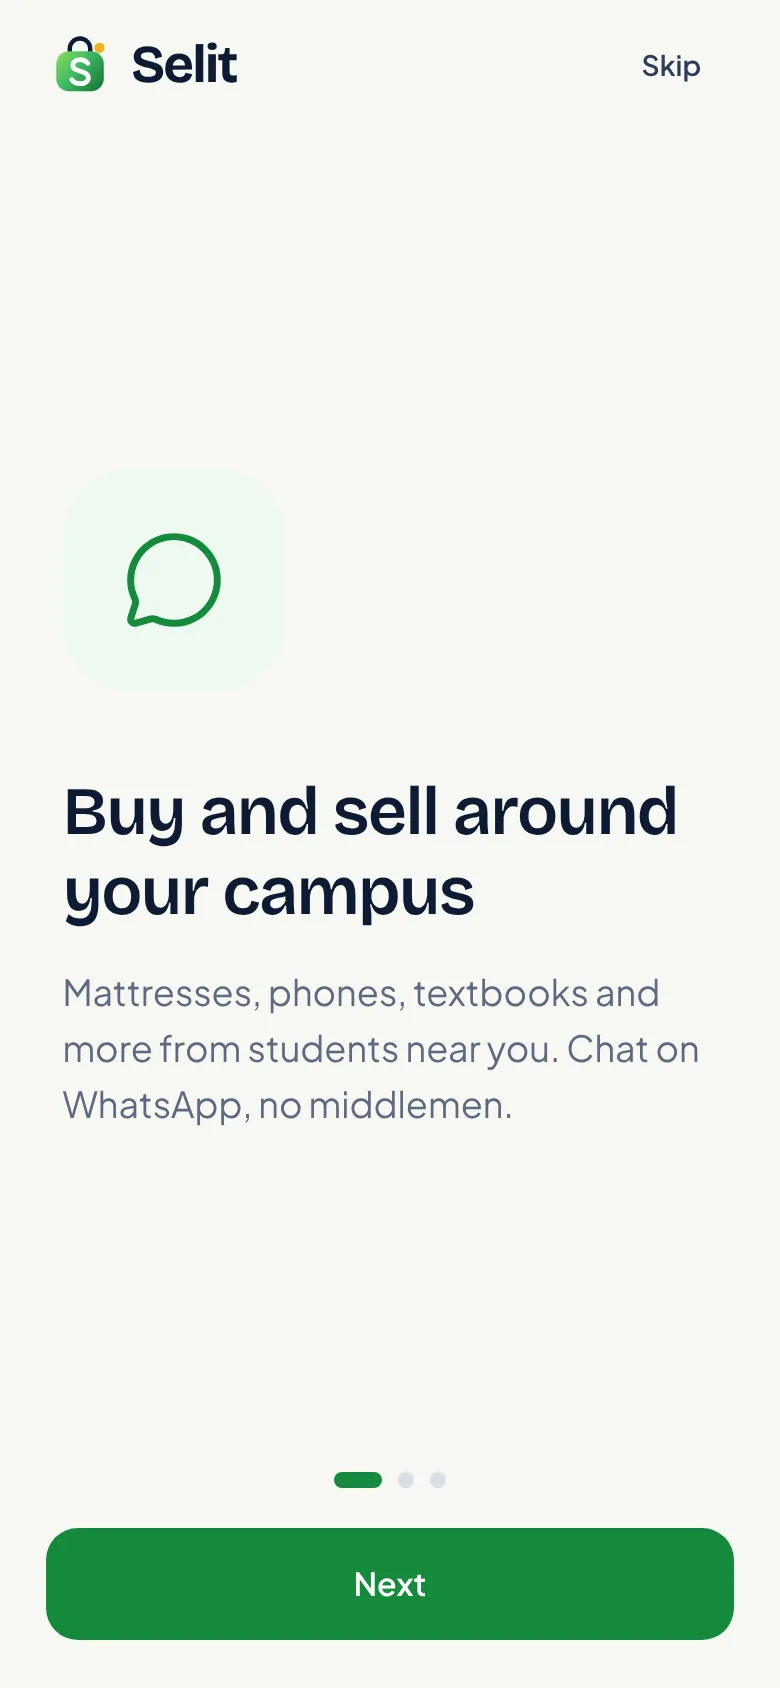 S Selit
Skip
Buy and sell around
your campus
Mattresses, phones, textbooks and
more from students near you. Chat on
WhatsApp, no middlemen.
Next